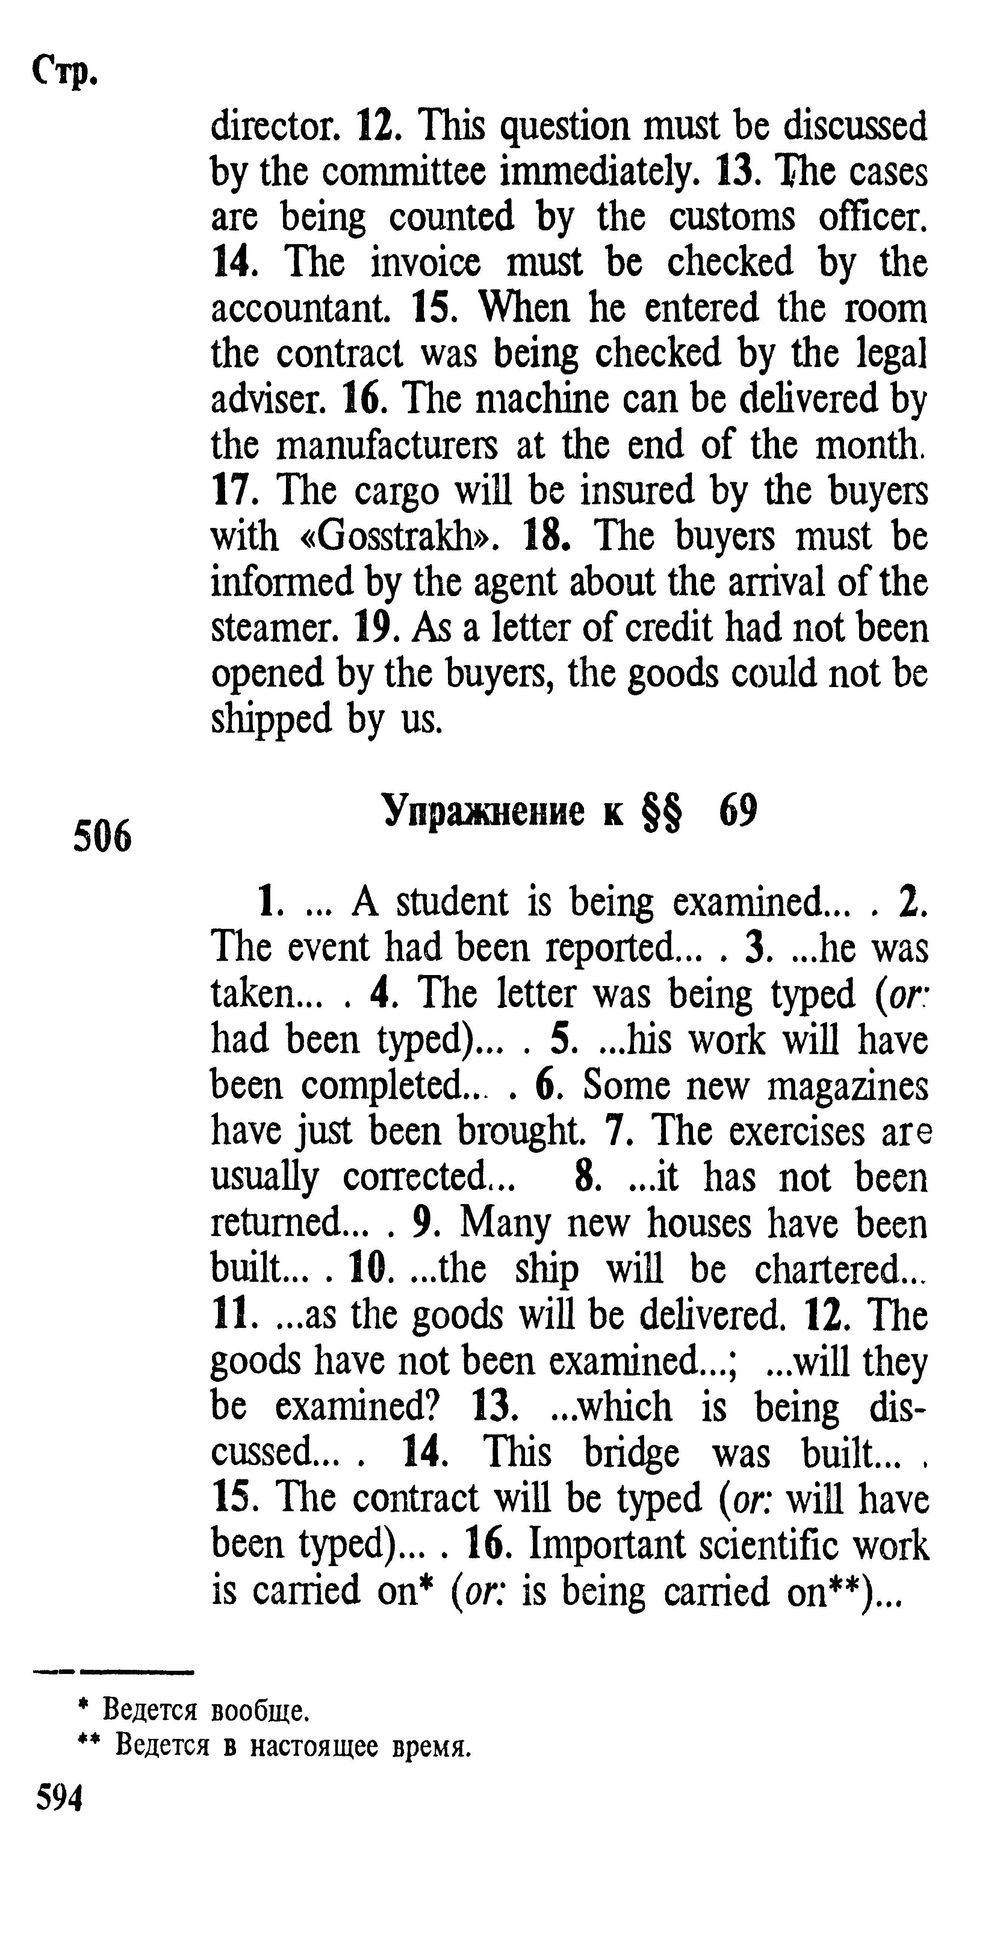 Стр.
director. 12. This question must be discussed
by the committee immediately. 13. The cases
are being counted by the customs officer.
14. The invoice must be checked by the
accountant. 15. When he entered the room
the contract was being checked by the legal
adviser. 16. The machine can be delivered by
the manufacturers at the end of the month.
17. The cargo will be insured by the buyers
with «Gosstrakh». 18. The buyers must be
informed by the agent about the arrival of the
steamer. 19. As a letter of credit had not been
opened by the buyers, the goods could not be
shipped by us.
506 Упражнение к §§ 69
1. ... A student is being examined... . 2.
The event had been reported... . 3. ...he was
taken... . 4. The letter was being typed (or:
had been typed)... . 5. ...his work will have
been completed... . 6. Some new magazines
have just been brought. 7. The exercises are
usually corrected... 8. ...it has not been
returned... . 9. Many new houses have been
built... . 10. ...the ship will be chartered...
11. ...as the goods will be delivered. 12. The
goods have not been examined...; ...will they
be examined? 13. ...which is being dis-
cussed... . 14. This bridge was built... .
15. The contract will be typed (or: will have
been typed)... . 16. Important scientific work
is carried on* (or: is being carried on**)...
* Ведется вообще.
** Ведется в настоящее время.
594